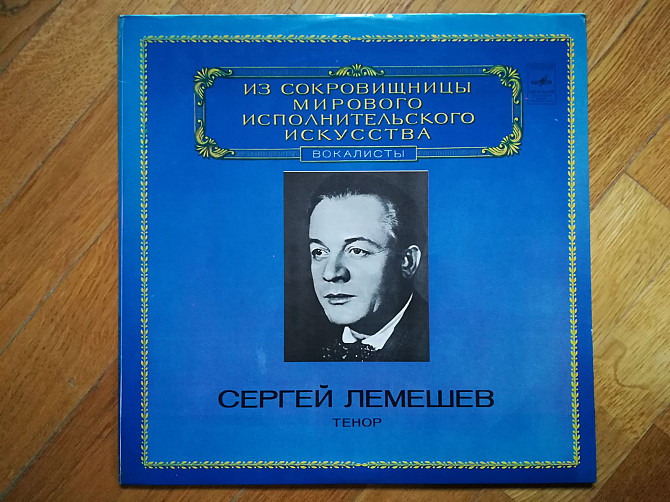 ИЗ СОКРОВИЩНИЦЫ
МИРОВОГО
ИСПОЛНИТЕЛЬСКОГО
ИСКУССТВА
ВОКАЛИСТЫ
СЕРГЕЙ ЛЕМЕШЕВ
ТЕНОР